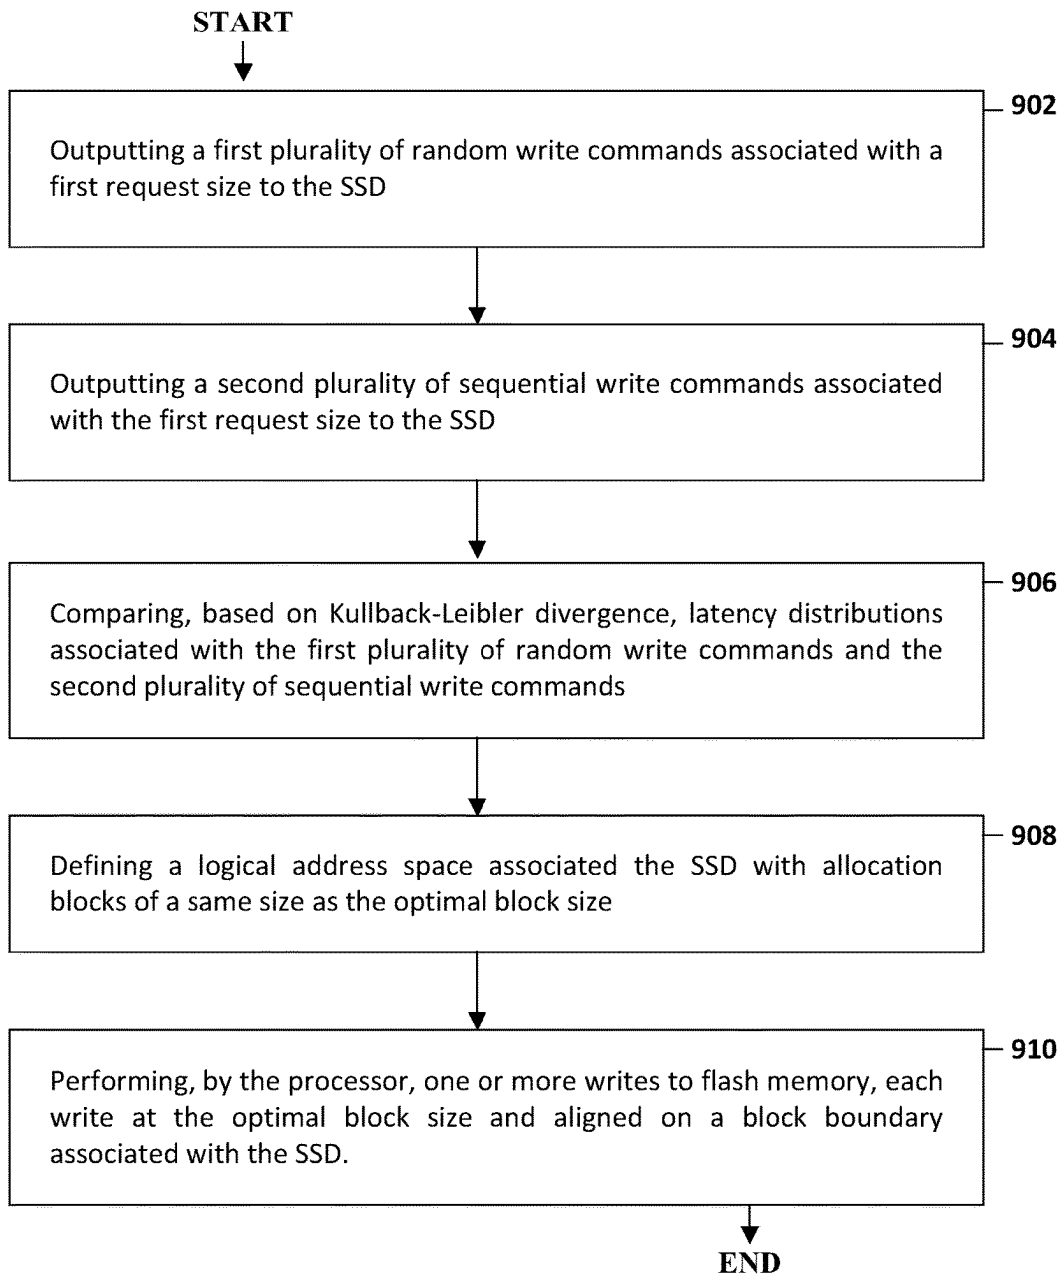 START
902
Outputting a first plurality of random write commands associated with a
first request size to the SSD
904
Outputting a second plurality of sequential write commands associated
with the first request size to the SSD
906
Comparing, based on Kullback-Leibler divergence, latency distributions
associated with the first plurality of random write commands and the
second plurality of sequential write commands
908
Defining a logical address space associated the SSD with allocation
blocks of a same size as the optimal block size
910
Performing, by the processor, one or more writes to flash memory, each
write at the optimal block size and aligned on a block boundary
associated with the SSD.
END